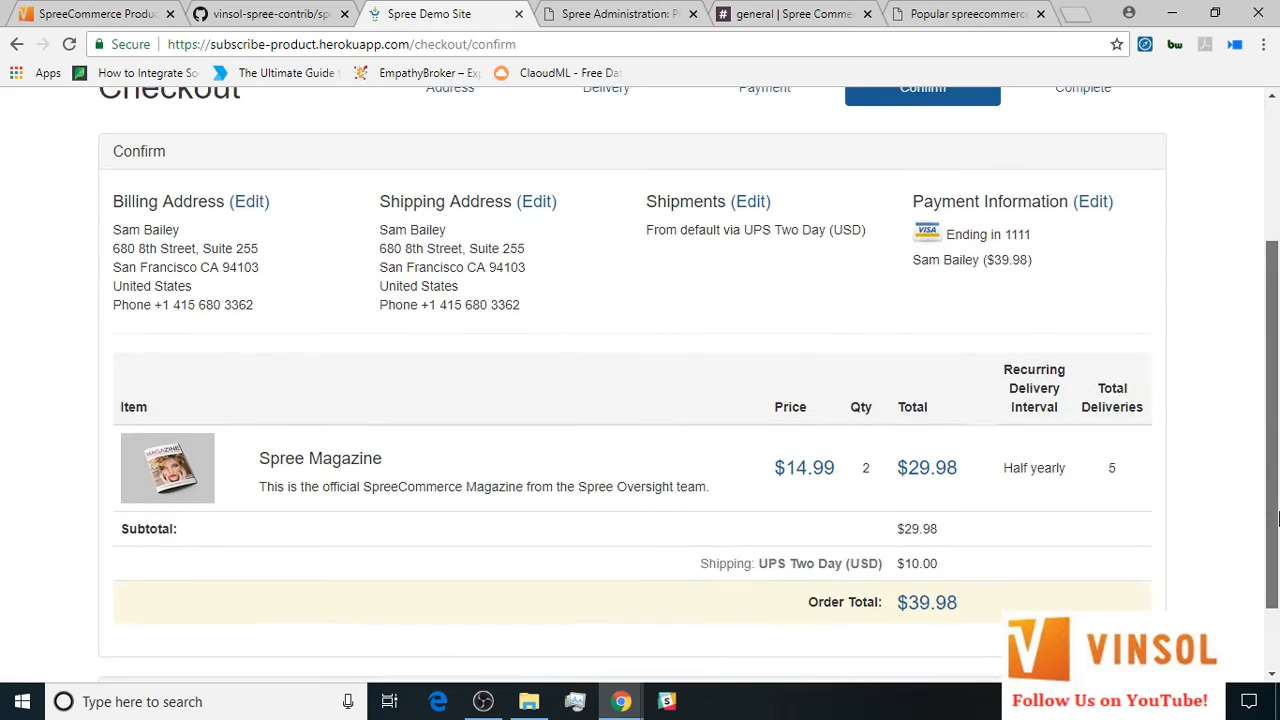 SpreeCommerce Produc
vinsol-spree-contrib/spr
Spree Demo Site
Spree Administration: P
general | Spree Comme
Popular spreecommerce
Secure
https://subscribe-product.herokuapp.com/checkout/confirm
Apps
How to Integrate So
The Ultimate Guide
EmpathyBroker – Exp
ClaoudML - Free Dat
Checkout
Address
Delivery
Payment
Confirm
Complete
Confirm
Billing Address (Edit)
Sam Bailey
680 8th Street, Suite 255
San Francisco CA 94103
United States
Phone +1 415 680 3362
Shipping Address (Edit)
Sam Bailey
680 8th Street, Suite 255
San Francisco CA 94103
United States
Phone +1 415 680 3362
Shipments (Edit)
From default via UPS Two Day (USD)
Payment Information (Edit)
VISA Ending in 1111
Sam Bailey ($39.98)
Item
Price
Qty
Total
Recurring
Delivery
Interval
Total
Deliveries
MAGAZINE
Spree Magazine
This is the official SpreeCommerce Magazine from the Spree Oversight team.
$14.99
2
$29.98
Half yearly
5
Subtotal:
$29.98
Shipping: UPS Two Day (USD)
$10.00
Order Total:
$39.98
VINSOL
Follow Us on YouTube!
Type here to search